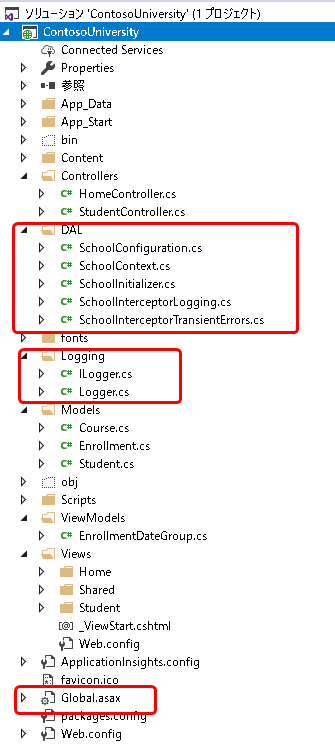 ソリューション 'ContosoUniversity' (1 プロジェクト)
ContosoUniversity
Connected Services
Properties
参照
App_Data
App_Start
bin
Content
Controllers
HomeController.cs
StudentController.cs
DAL
SchoolConfiguration.cs
SchoolContext.cs
SchoolInitializer.cs
SchoolInterceptorLogging.cs
SchoolInterceptorTransientErrors.cs
fonts
Logging
ILogger.cs
Logger.cs
Models
Course.cs
Enrollment.cs
Student.cs
obj
Scripts
ViewModels
EnrollmentDateGroup.cs
Views
Home
Shared
Student
_ViewStart.cshtml
Web.config
ApplicationInsights.config
favicon.ico
Global.asax
packages.config
Web.config